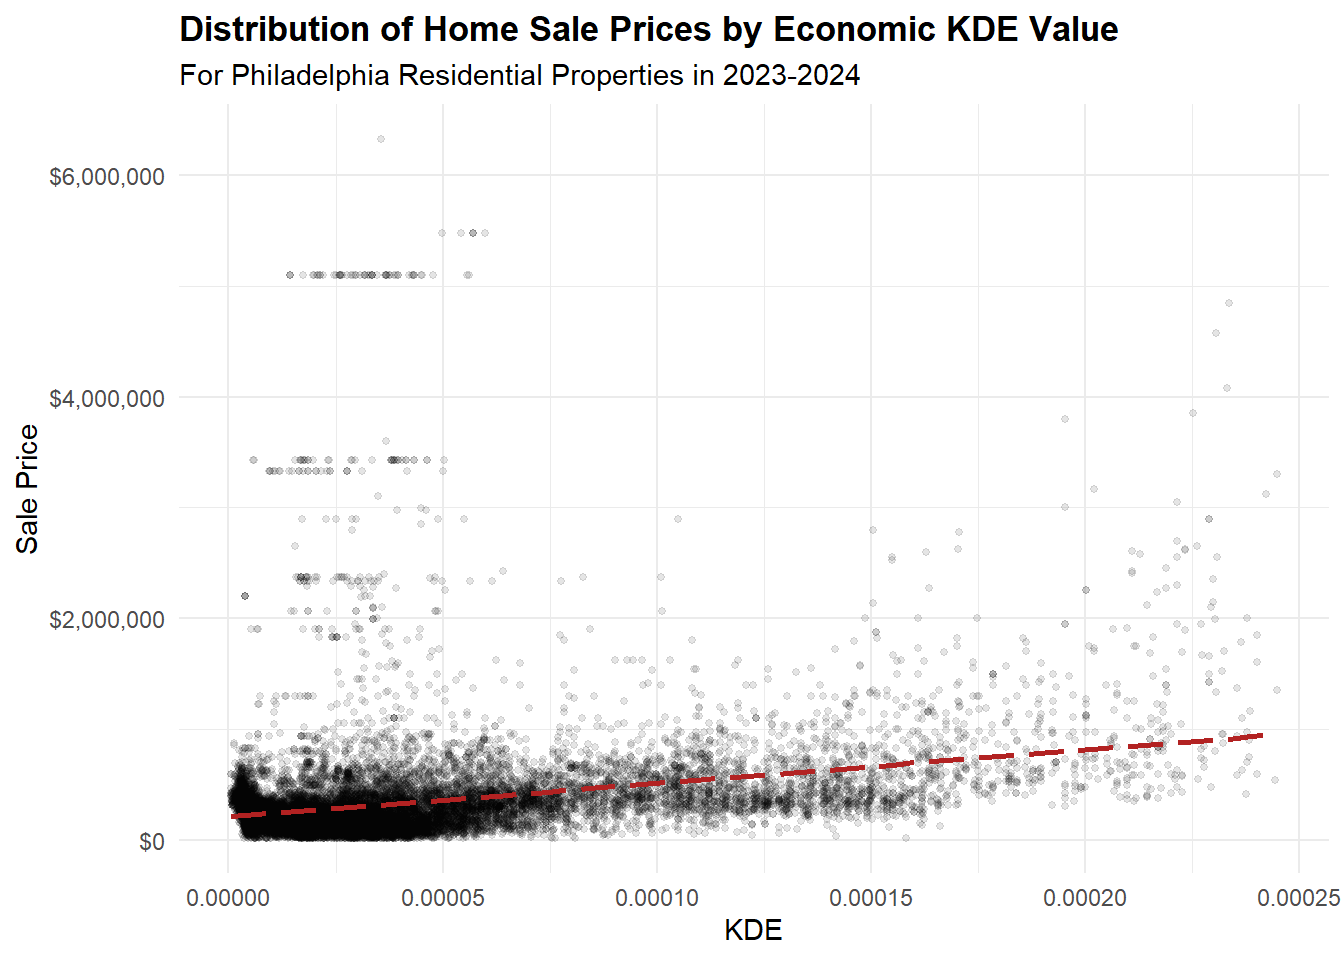 Distribution of Home Sale Prices by Economic KDE Value
For Philadelphia Residential Properties in 2023-2024
$6,000,000
$4,000,000
$2,000,000
$0
Sale Price
0.00000
0.00005
0.00010
0.00015
0.00020
0.00025
KDE